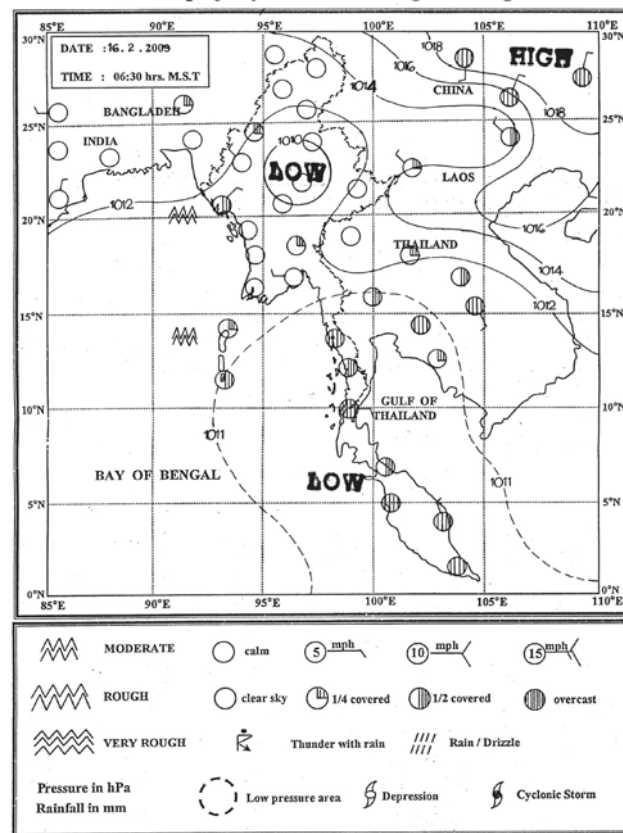 DATE : 16. 2 . 2009
TIME : 06:30 hrs. M.S.T
85°E 90°E 95°E 100°E 105°E 110°E
30°N 30°N
1018
HIGH
1016
1014
CHINA
1018
BANGLADEH
25°N 25°N
INDIA
1010
LOW
LAOS
1012
20°N 20°N
1016
THAILAND
1014
1012
15°N 15°N
10°N 10°N
GULF OF
THAILAND
1011
BAY OF BENGAL
LOW
1011
5°N 5°N
0°N 0°N
85°E 90°E 95°E 100°E 105°E 110°E
MODERATE calm 5 mph 10 mph 15 mph
ROUGH clear sky 1/4 covered 1/2 covered overcast
VERY ROUGH Thunder with rain Rain / Drizzle
Pressure in hPa
Rainfall in mm
Low pressure area Depression Cyclonic Storm